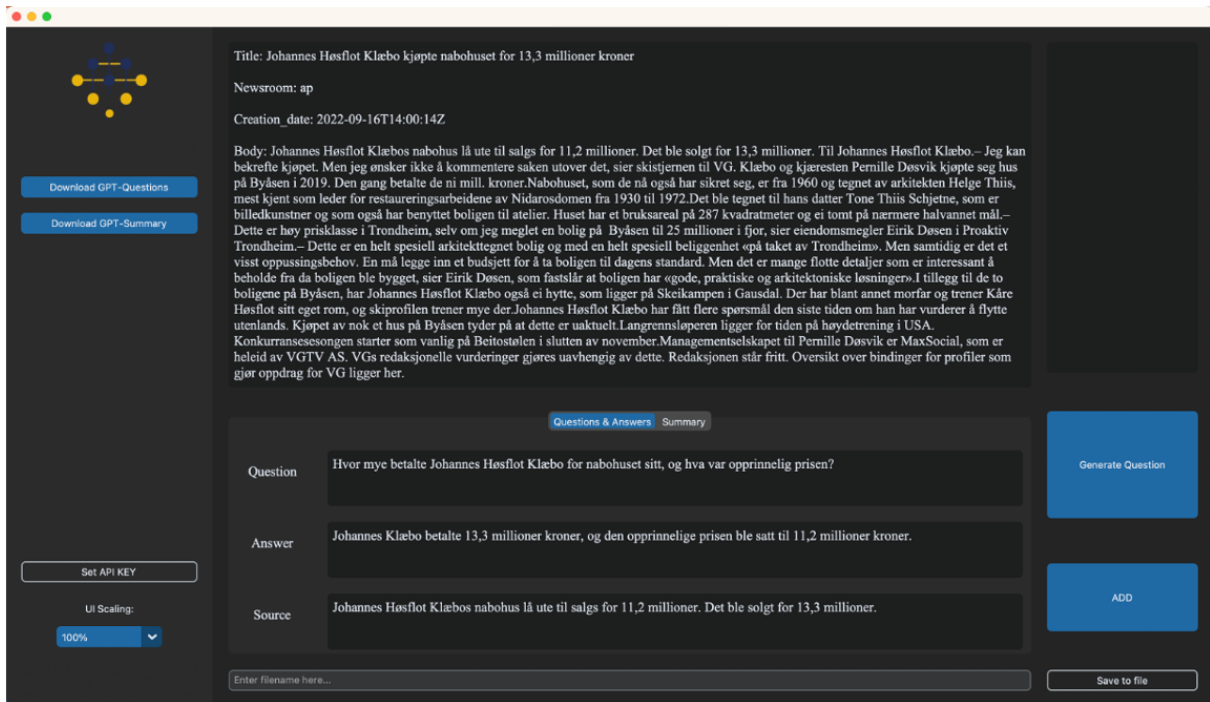 Title: Johannes Høsflot Klæbo kjøpte nabohuset for 13,3 millioner kroner
Newsroom: ap
Creation_date: 2022-09-16T14:00:14Z
Body: Johannes Høsflot Klæbos nabohus lå ute til salgs for 11,2 millioner. Det ble solgt for 13,3 millioner. Til Johannes Høsflot Klæbo.– Jeg kan
bekrefte kjøpet. Men jeg ønsker ikke å kommentere saken utover det, sier skistjernen til VG. Klæbo og kjæresten Pernille Døsvik kjøpte seg hus
på Byåsen i 2019. Den gang betalte de ni mill. kroner.Nabohuset, som de nå også har sikret seg, er fra 1960 og tegnet av arkitekten Helge Thiis,
mest kjent som leder for restaureringsarbeidene av Nidarosdomen fra 1930 til 1972.Det ble tegnet til hans datter Tone Thiis Schjetne, som er
billedkunstner og som også har benyttet boligen til atelier. Huset har et bruksareal på 287 kvadratmeter og ei tomt på nærmere halvannet mål.–
Dette er høy prisklasse i Trondheim, selv om jeg meglet en bolig på Byåsen til 25 millioner i fjor, sier eiendomsmegler Eirik Døsen i Proaktiv
Trondheim.– Dette er en helt spesiell arkitekttegnet bolig og med en helt spesiell beliggenhet «på taket av Trondheim». Men samtidig er det et
visst oppussingsbehov. En må legge inn et budsjett for å ta boligen til dagens standard. Men det er mange flotte detaljer som er interessant å
beholde fra da boligen ble bygget, sier Eirik Døsen, som fastslår at boligen har «gode, praktiske og arkitektoniske løsninger».I tillegg til de to
boligene på Byåsen, har Johannes Høsflot Klæbo også ei hytte, som ligger på Skeikampen i Gausdal. Der har blant annet morfar og trener Kåre
Høsflot sitt eget rom, og skiprofilen trener mye der.Johannes Høsflot Klæbo har fått flere spørsmål den siste tiden om han har vurderer å flytte
utenlands. Kjøpet av nok et hus på Byåsen tyder på at dette er uaktuelt.Langrennsløperen ligger for tiden på høydetrening i USA.
Konkurransesesongen starter som vanlig på Beitostølen i slutten av november.Managementselskapet til Pernille Døsvik er MaxSocial, som er
heleid av VGTV AS. VGs redaksjonelle vurderinger gjøres uavhengig av dette. Redaksjonen står fritt. Oversikt over bindinger for profiler som
gjør oppdrag for VG ligger her.
Download GPT-Questions
Download GPT-Summary
Questions & Answers Summary
Question
Hvor mye betalte Johannes Høsflot Klæbo for nabohuset sitt, og hva var opprinnelig prisen?
Generate Question
Answer
Johannes Klæbo betalte 13,3 millioner kroner, og den opprinnelige prisen ble satt til 11,2 millioner kroner.
Set API KEY
ADD
Source
Johannes Høsflot Klæbos nabohus lå ute til salgs for 11,2 millioner. Det ble solgt for 13,3 millioner.
UI Scaling:
100%
Enter filename here...
Save to file